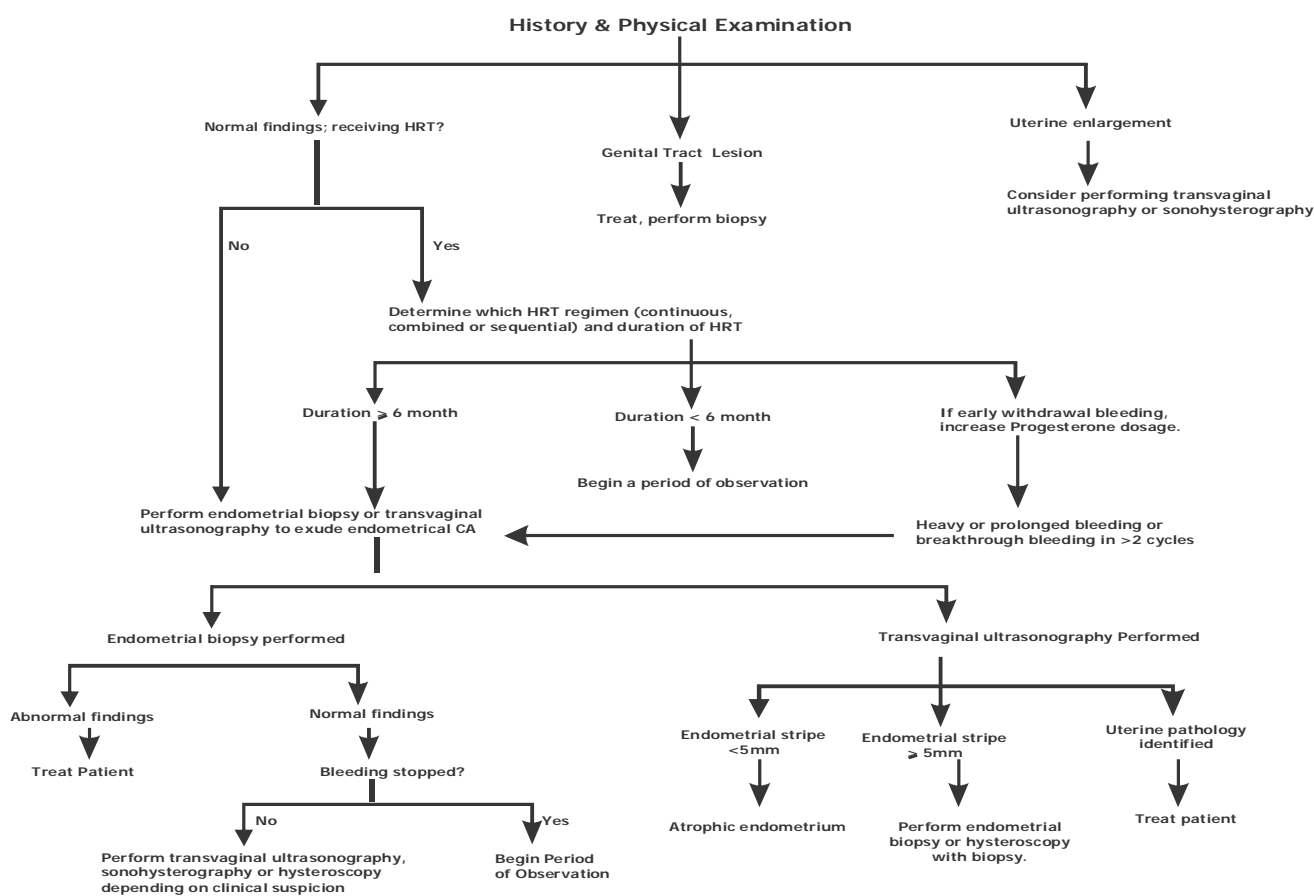 History & Physical Examination
Normal findings; receiving HRT?
Genital Tract Lesion
Uterine enlargement
Treat, perform biopsy
Consider performing transvaginal
ultrasonography or sonohysterography
No
Yes
Determine which HRT regimen (continuous,
combined or sequential) and duration of HRT
Duration ⩾ 6 month
Duration < 6 month
If early withdrawal bleeding,
increase Progesterone dosage.
Begin a period of observation
Perform endometrial biopsy or transvaginal
ultrasonography to exude endometrical CA
Heavy or prolonged bleeding or
breakthrough bleeding in >2 cycles
Endometrial biopsy performed
Transvaginal ultrasonography Performed
Abnormal findings
Normal findings
Endometrial stripe
<5mm
Endometrial stripe
⩾ 5mm
Uterine pathology
identified
Treat Patient
Bleeding stopped?
No
Yes
Atrophic endometrium
Perform endometrial
biopsy or hysteroscopy
with biopsy.
Treat patient
Perform transvaginal ultrasonography,
sonohysterography or hysteroscopy
depending on clinical suspicion
Begin Period
of Observation